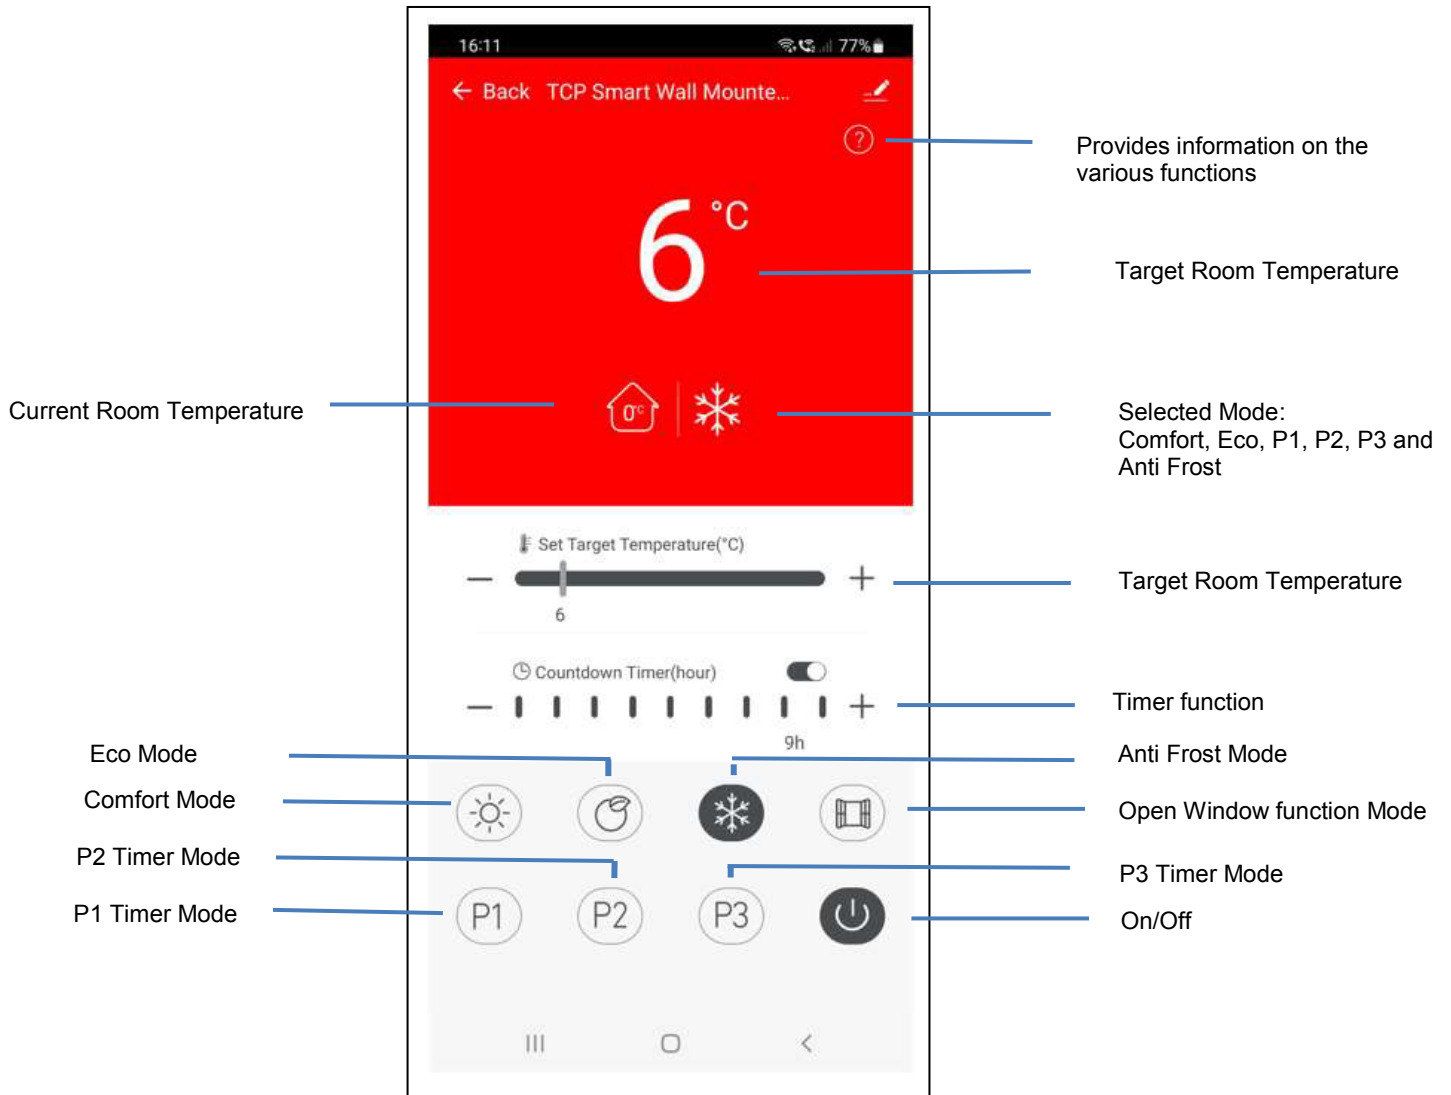 16:11
77%
Back TCP Smart Wall Mounte...
?
Provides information on the
various functions
6 °C
Target Room Temperature
Current Room Temperature
0°C
Selected Mode:
Comfort, Eco, P1, P2, P3 and
Anti Frost
Set Target Temperature(°C)
Target Room Temperature
6
Countdown Timer(hour)
Timer function
9h
Eco Mode
Anti Frost Mode
Comfort Mode
Open Window function Mode
P2 Timer Mode
P3 Timer Mode
P1 Timer Mode
P1
P2
P3
On/Off